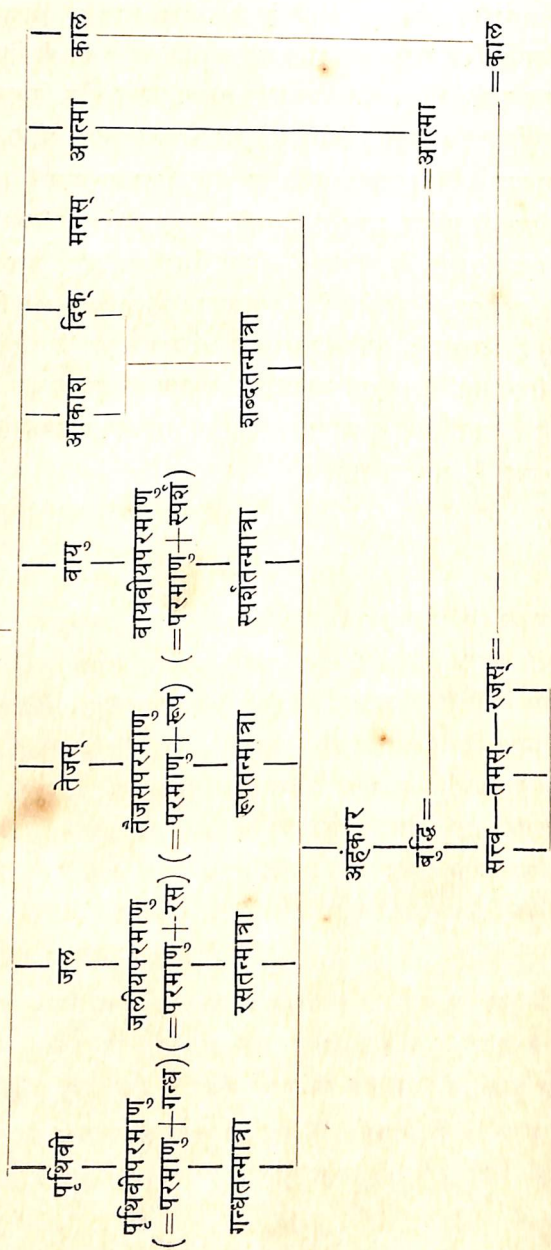 पृथिवी जल तेजस् वायु आकाश दिक् मनस् आत्मा काल
पृथिवीपरमाणु जलीयपरमाणु तैजसपरमाणु वायवीयपरमाणु
(=परमाणु+गन्ध) (=परमाणु+रस) (=परमाणु+रूप) (=परमाणु+स्पर्श)
गन्धतन्मात्रा रसतन्मात्रा रूपतन्मात्रा स्पर्शतन्मात्रा शब्दतन्मात्रा
अहंकार
बुद्धि= =आत्मा
सत्त्व—तमस्—रजस्= =काल